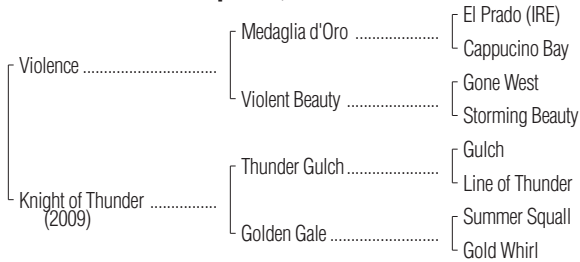 El Prado (IRE)
Medaglia d'Oro ....................
Cappucino Bay
Violence ................................
Gone West
Violent Beauty ......................
Storming Beauty
Gulch
Thunder Gulch ......................
Line of Thunder
Knight of Thunder ................
(2009)
Summer Squall
Golden Gale ..........................
Gold Whirl